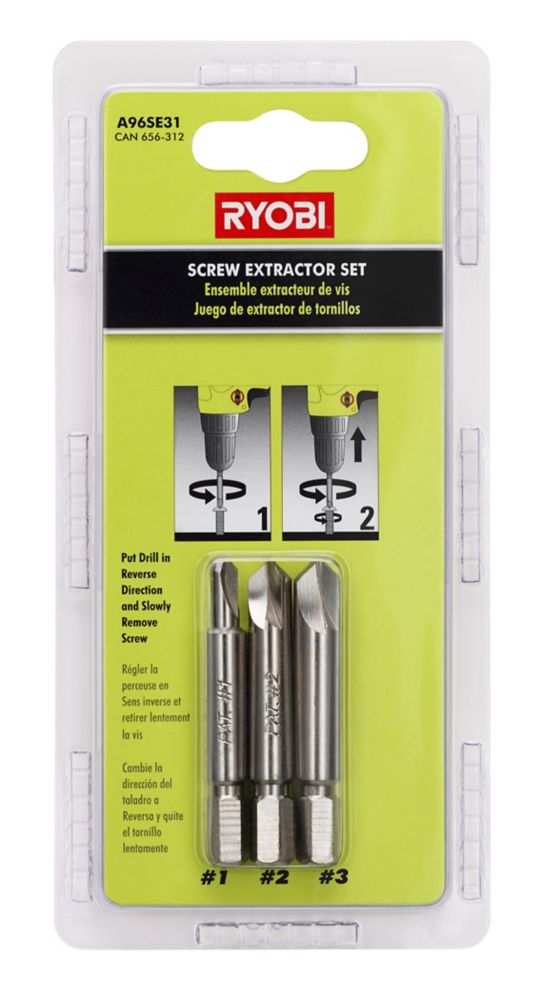 A96SE31
CAN 656-312
RYOBI
SCREW EXTRACTOR SET
Ensemble extracteur de vis
Juego de extractor de tornillos
1
2
Put Drill in
Reverse
Direction
and Slowly
Remove
Screw
Régler la
perceuse en
Sens inverse et
retirer lentement
la vis
Cambie la
dirección del
taladro a
Reversa y quite
el tornillo
lentamente
PAT. #1
PAT. #2
#1 #2 #3